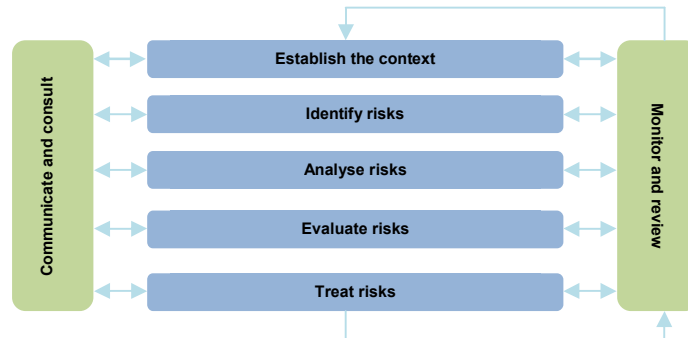 Communicate and consult
Establish the context
Identify risks
Analyse risks
Evaluate risks
Treat risks
Monitor and review